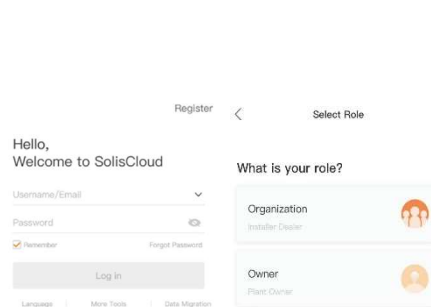 Register
Hello,
Welcome to SolisCloud
Username/Email
Password
Remember Forgot Password
Log in
Language More Tools Data Migration
Select Role
What is your role?
Organization
Installer Dealer
Owner
Plant Owner